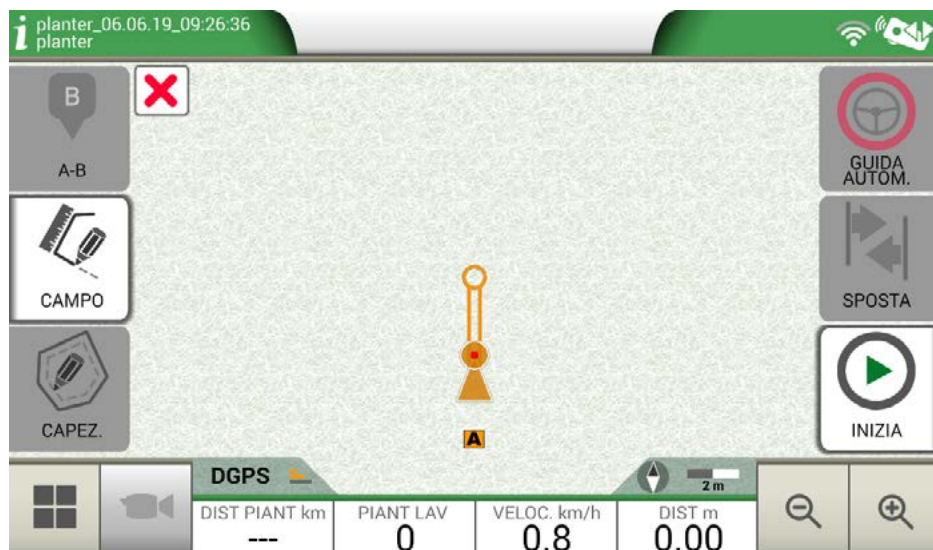 planter_06.06.19_09:26:36
planter
B
A-B
CAMPO
CAPEZ.
GUIDA
AUTOM.
SPOSTA
INIZIA
A
DGPS
2 m
DIST PIANT km
---
PIANT LAV
0
VELOC. km/h
0.8
DIST m
0.00